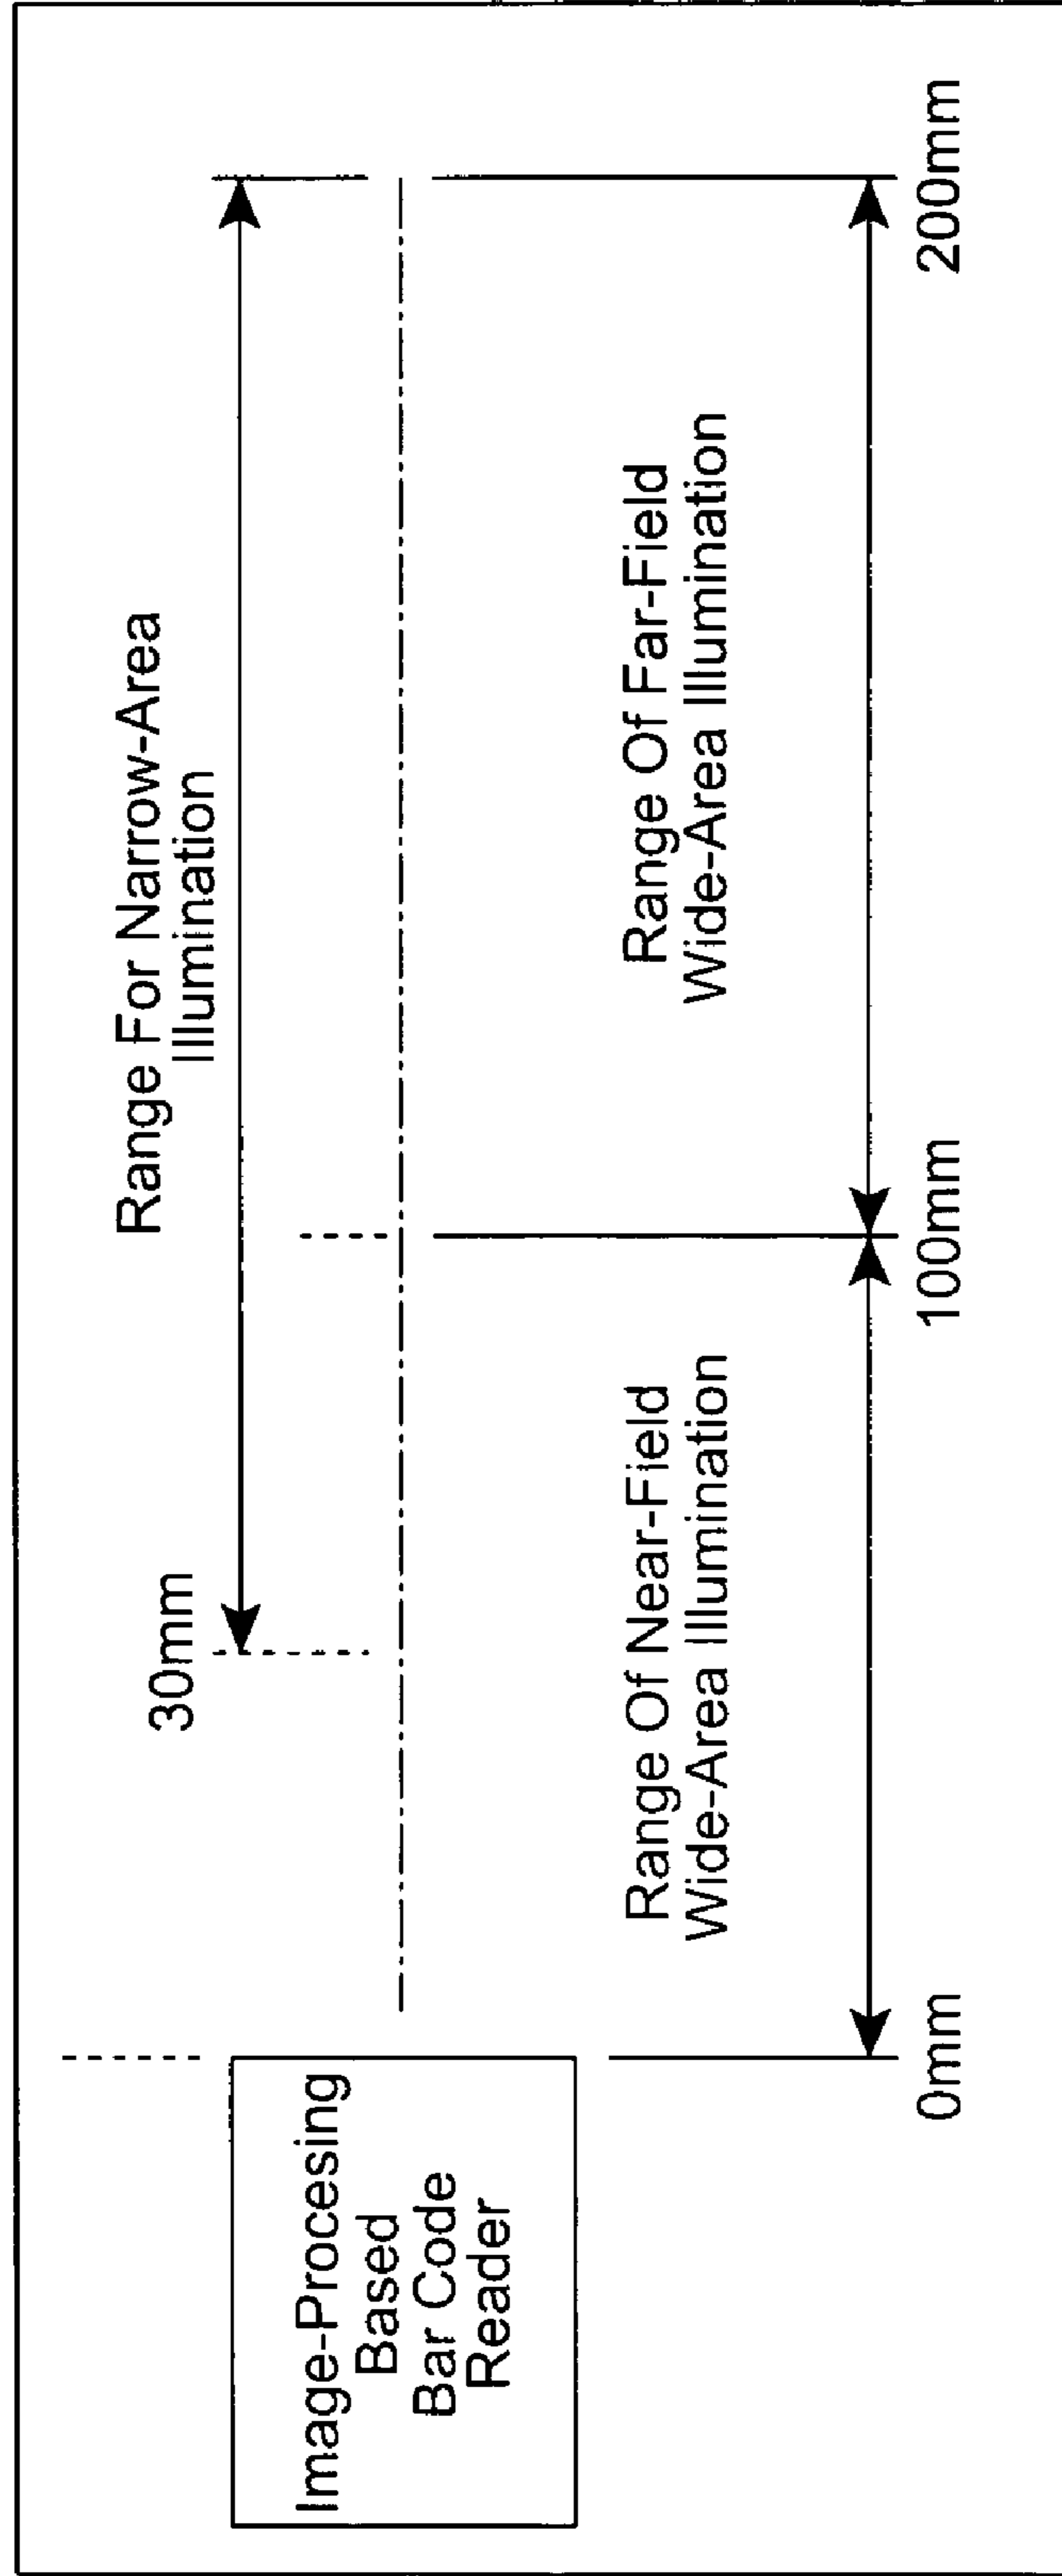 Range For Narrow-Area
Illumination
30mm
Image-Procesing
Based
Bar Code
Reader
Range Of Near-Field
Wide-Area Illumination
Range Of Far-Field
Wide-Area Illumination
0mm
100mm
200mm